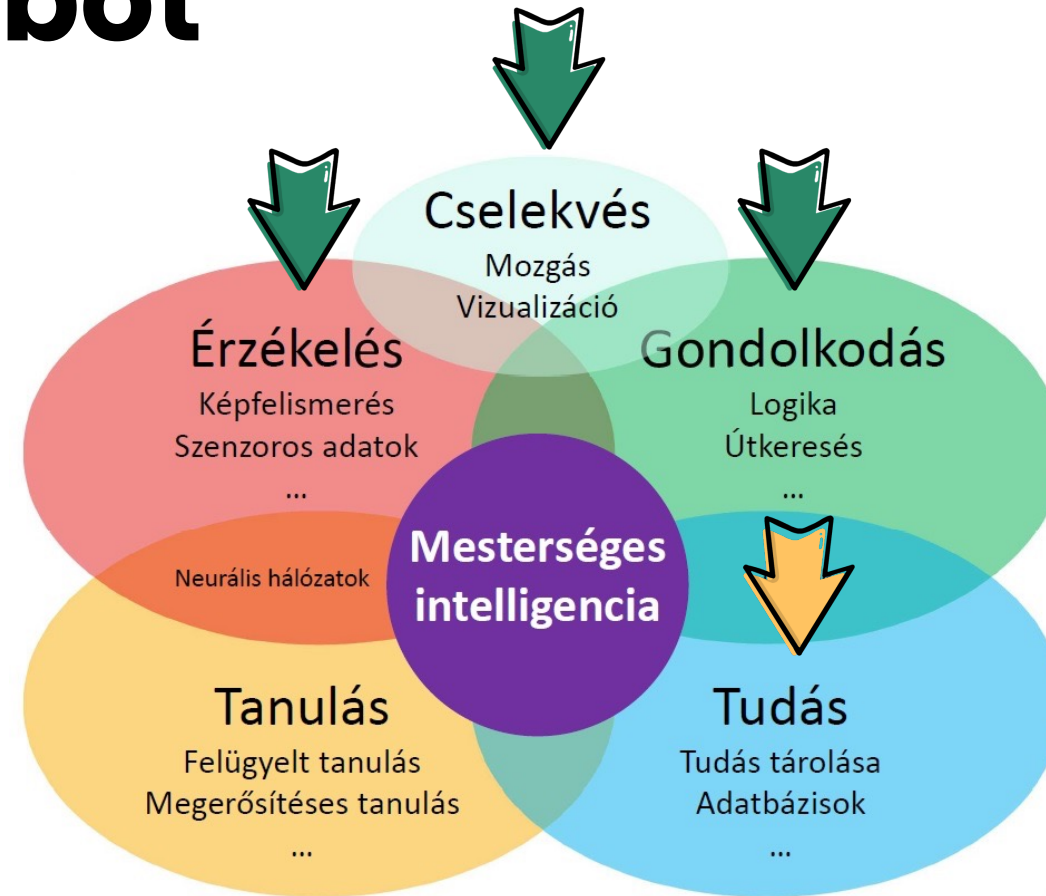 bot
Cselekvés
Mozgás
Vizualizáció
Érzékelés
Képfelismerés
Szenzoros adatok
...
Gondolkodás
Logika
Útkeresés
...
Neurális hálózatok
Mesterséges
intelligencia
Tanulás
Felügyelt tanulás
Megerősítéses tanulás
...
Tudás
Tudás tárolása
Adatbázisok
...